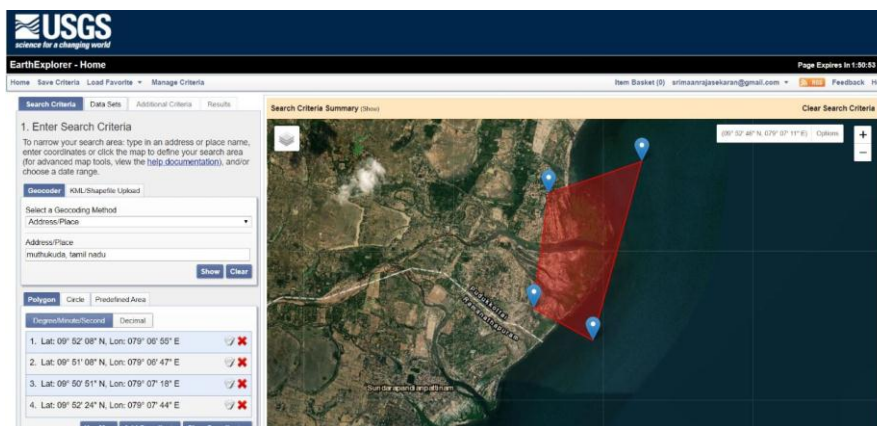 USGS
science for a changing world
EarthExplorer - Home
Page Expires In 1:50:53
Home Save Criteria Load Favorite Manage Criteria
Item Basket (0) srimaanrajasekaran@gmail.com RSS Feedback H
Search Criteria Data Sets Additional Criteria Results
Search Criteria Summary (Show)
Clear Search Criteria
1. Enter Search Criteria
To narrow your search area: type in an address or place name,
enter coordinates or click the map to define your search area
(for advanced map tools, view the help documentation), and/or
choose a date range.
(09° 52' 46" N, 079° 07' 11" E) Options
+
−
Geocoder KML/Shapefile Upload
Select a Geocoding Method
Address/Place
Address/Place
muthukuda, tamil nadu
Show Clear
Polygon Circle Predefined Area
Degree/Minute/Second Decimal
1. Lat: 09° 52' 08" N, Lon: 079° 06' 55" E
2. Lat: 09° 51' 08" N, Lon: 079° 06' 47" E
3. Lat: 09° 50' 51" N, Lon: 079° 07' 18" E
4. Lat: 09° 52' 24" N, Lon: 079° 07' 44" E
Pudukkottai
Ramanathapuram
Sundarapandianpattinam